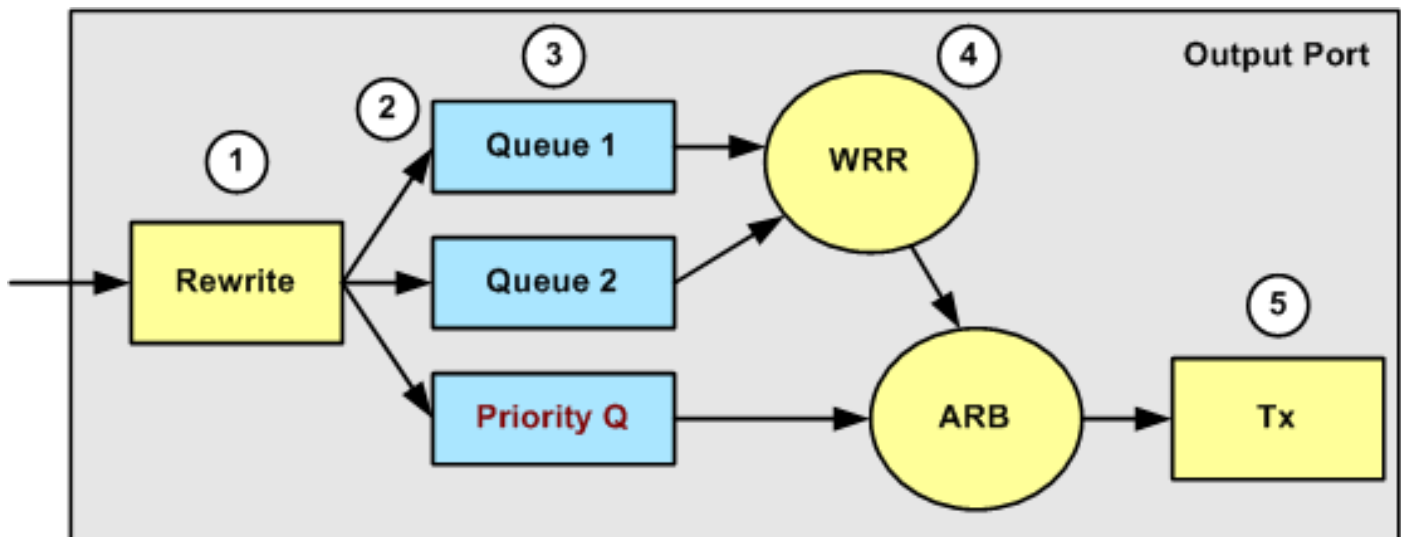 Output Port
1
2
3
4
5
Rewrite
Queue 1
Queue 2
Priority Q
WRR
ARB
Tx